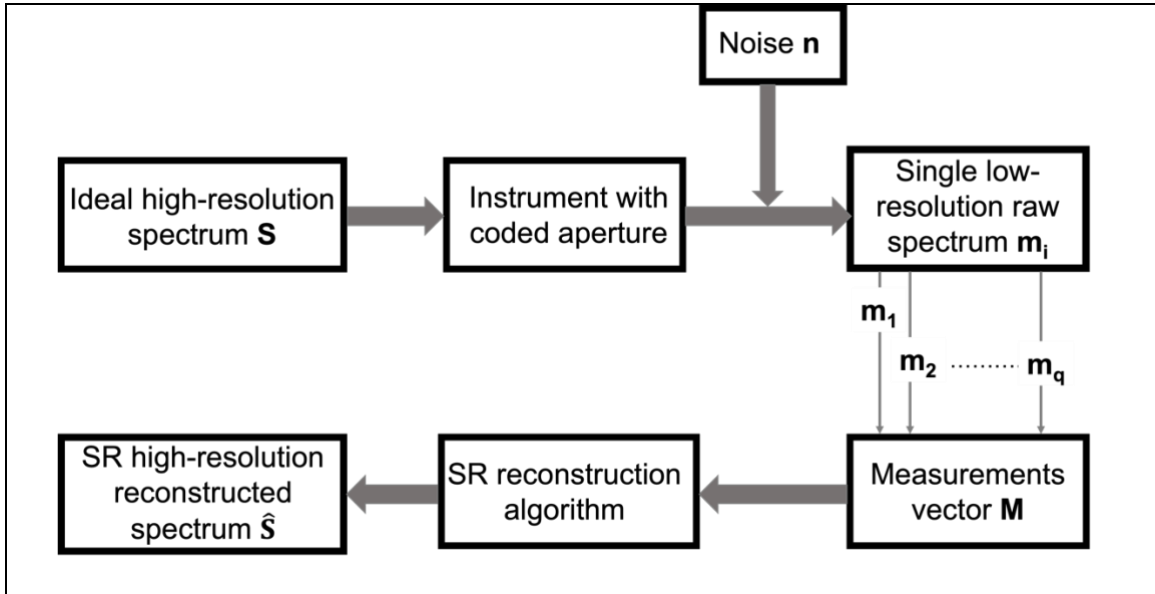 Noise n
Ideal high-resolution
spectrum S
Instrument with
coded aperture
Single low-
resolution raw
spectrum mᵢ
m₁
m₂ ........... m_q
SR high-resolution
reconstructed
spectrum Ŝ
SR reconstruction
algorithm
Measurements
vector M